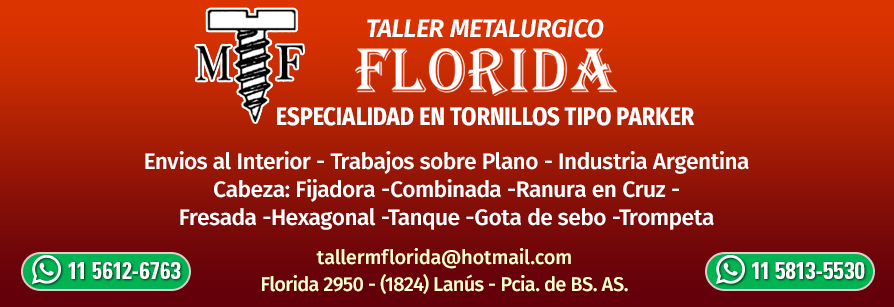 TALLER METALURGICO
MTF
FLORIDA
ESPECIALIDAD EN TORNILLOS TIPO PARKER
Envios al Interior - Trabajos sobre Plano - Industria Argentina
Cabeza: Fijadora -Combinada -Ranura en Cruz -
Fresada -Hexagonal -Tanque -Gota de sebo -Trompeta
tallermflorida@hotmail.com
11 5612-6763
Florida 2950 - (1824) Lanús - Pcia. de BS. AS.
11 5813-5530